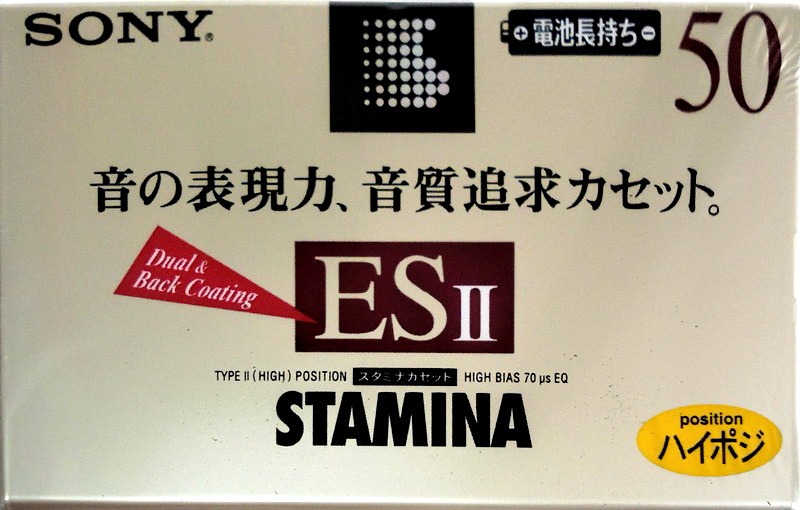 SONY®
+電池長持ち-
50
音の表現力、音質追求カセット。
Dual &
Back Coating
ES II
TYPE II (HIGH) POSITION スタミナカセット HIGH BIAS 70 µs EQ
STAMINA
position
ハイポジ